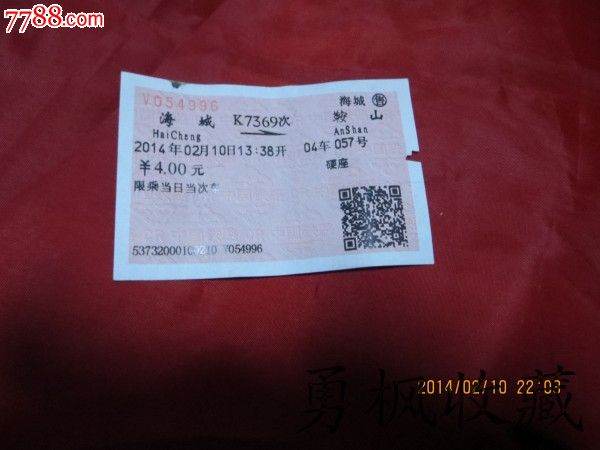 7788.com
V054996
海城 售
海 城 K7369次 鞍 山
HaiCheng AnShan
2014年02月10日13:38开 04车057号
¥4.00元 硬座
限乘当日当次车
V054996
2014/02/10 22:03
勇枫收藏